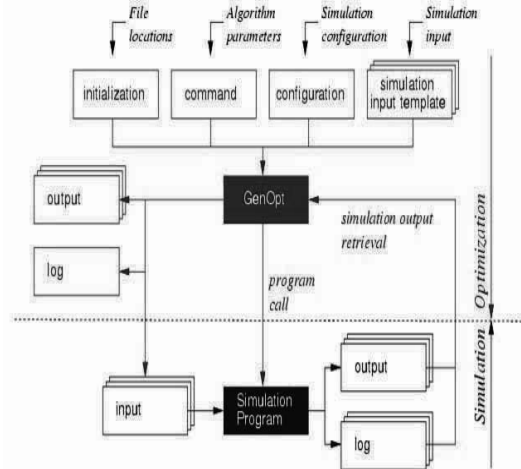 File
locations
Algorithm
parameters
Simulation
configuration
Simulation
input
initialization
command
configuration
simulation
input template
output
GenOpt
simulation output
retrieval
log
program
call
Optimization
Simulation
input
Simulation
Program
output
log